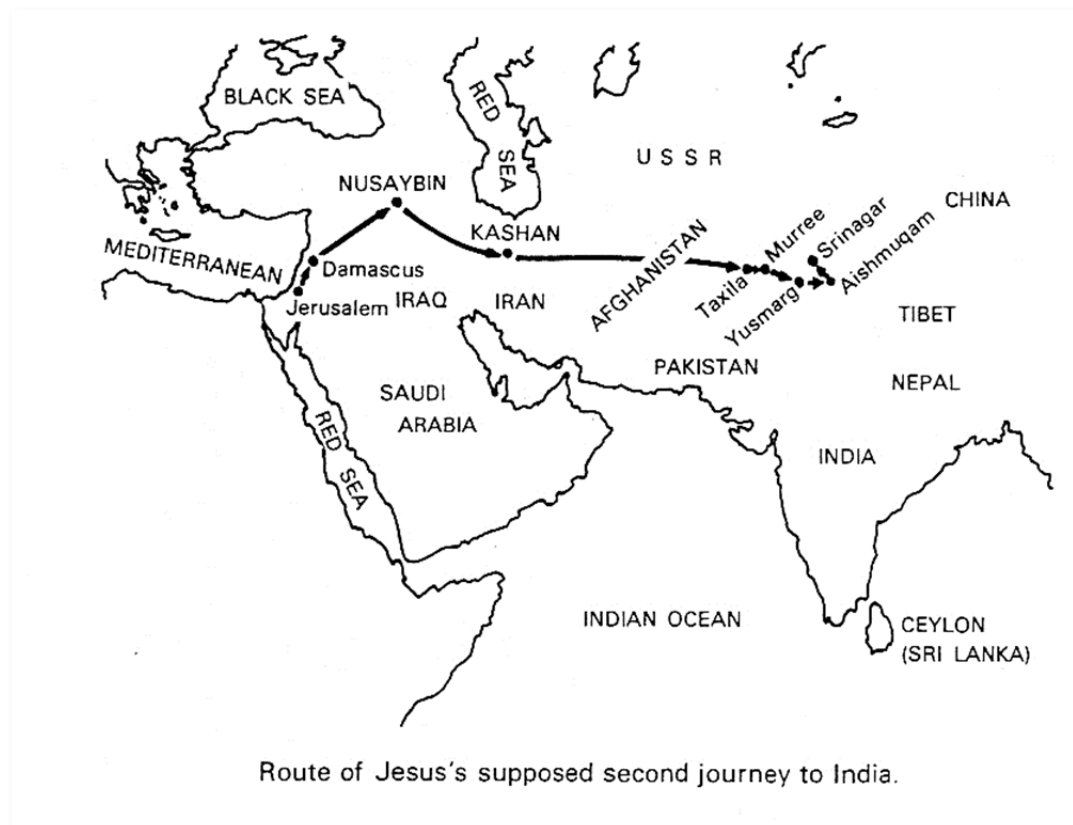 BLACK SEA
RED
SEA
U S S R
NUSAYBIN
CHINA
KASHAN
MEDITERRANEAN
Damascus
Jerusalem
IRAQ
IRAN
AFGHANISTAN
Taxila
Murree
Yusmarg
Srinagar
Aishmuqam
TIBET
PAKISTAN
NEPAL
SAUDI
ARABIA
RED
SEA
INDIA
INDIAN OCEAN
CEYLON
(SRI LANKA)
Route of Jesus's supposed second journey to India.